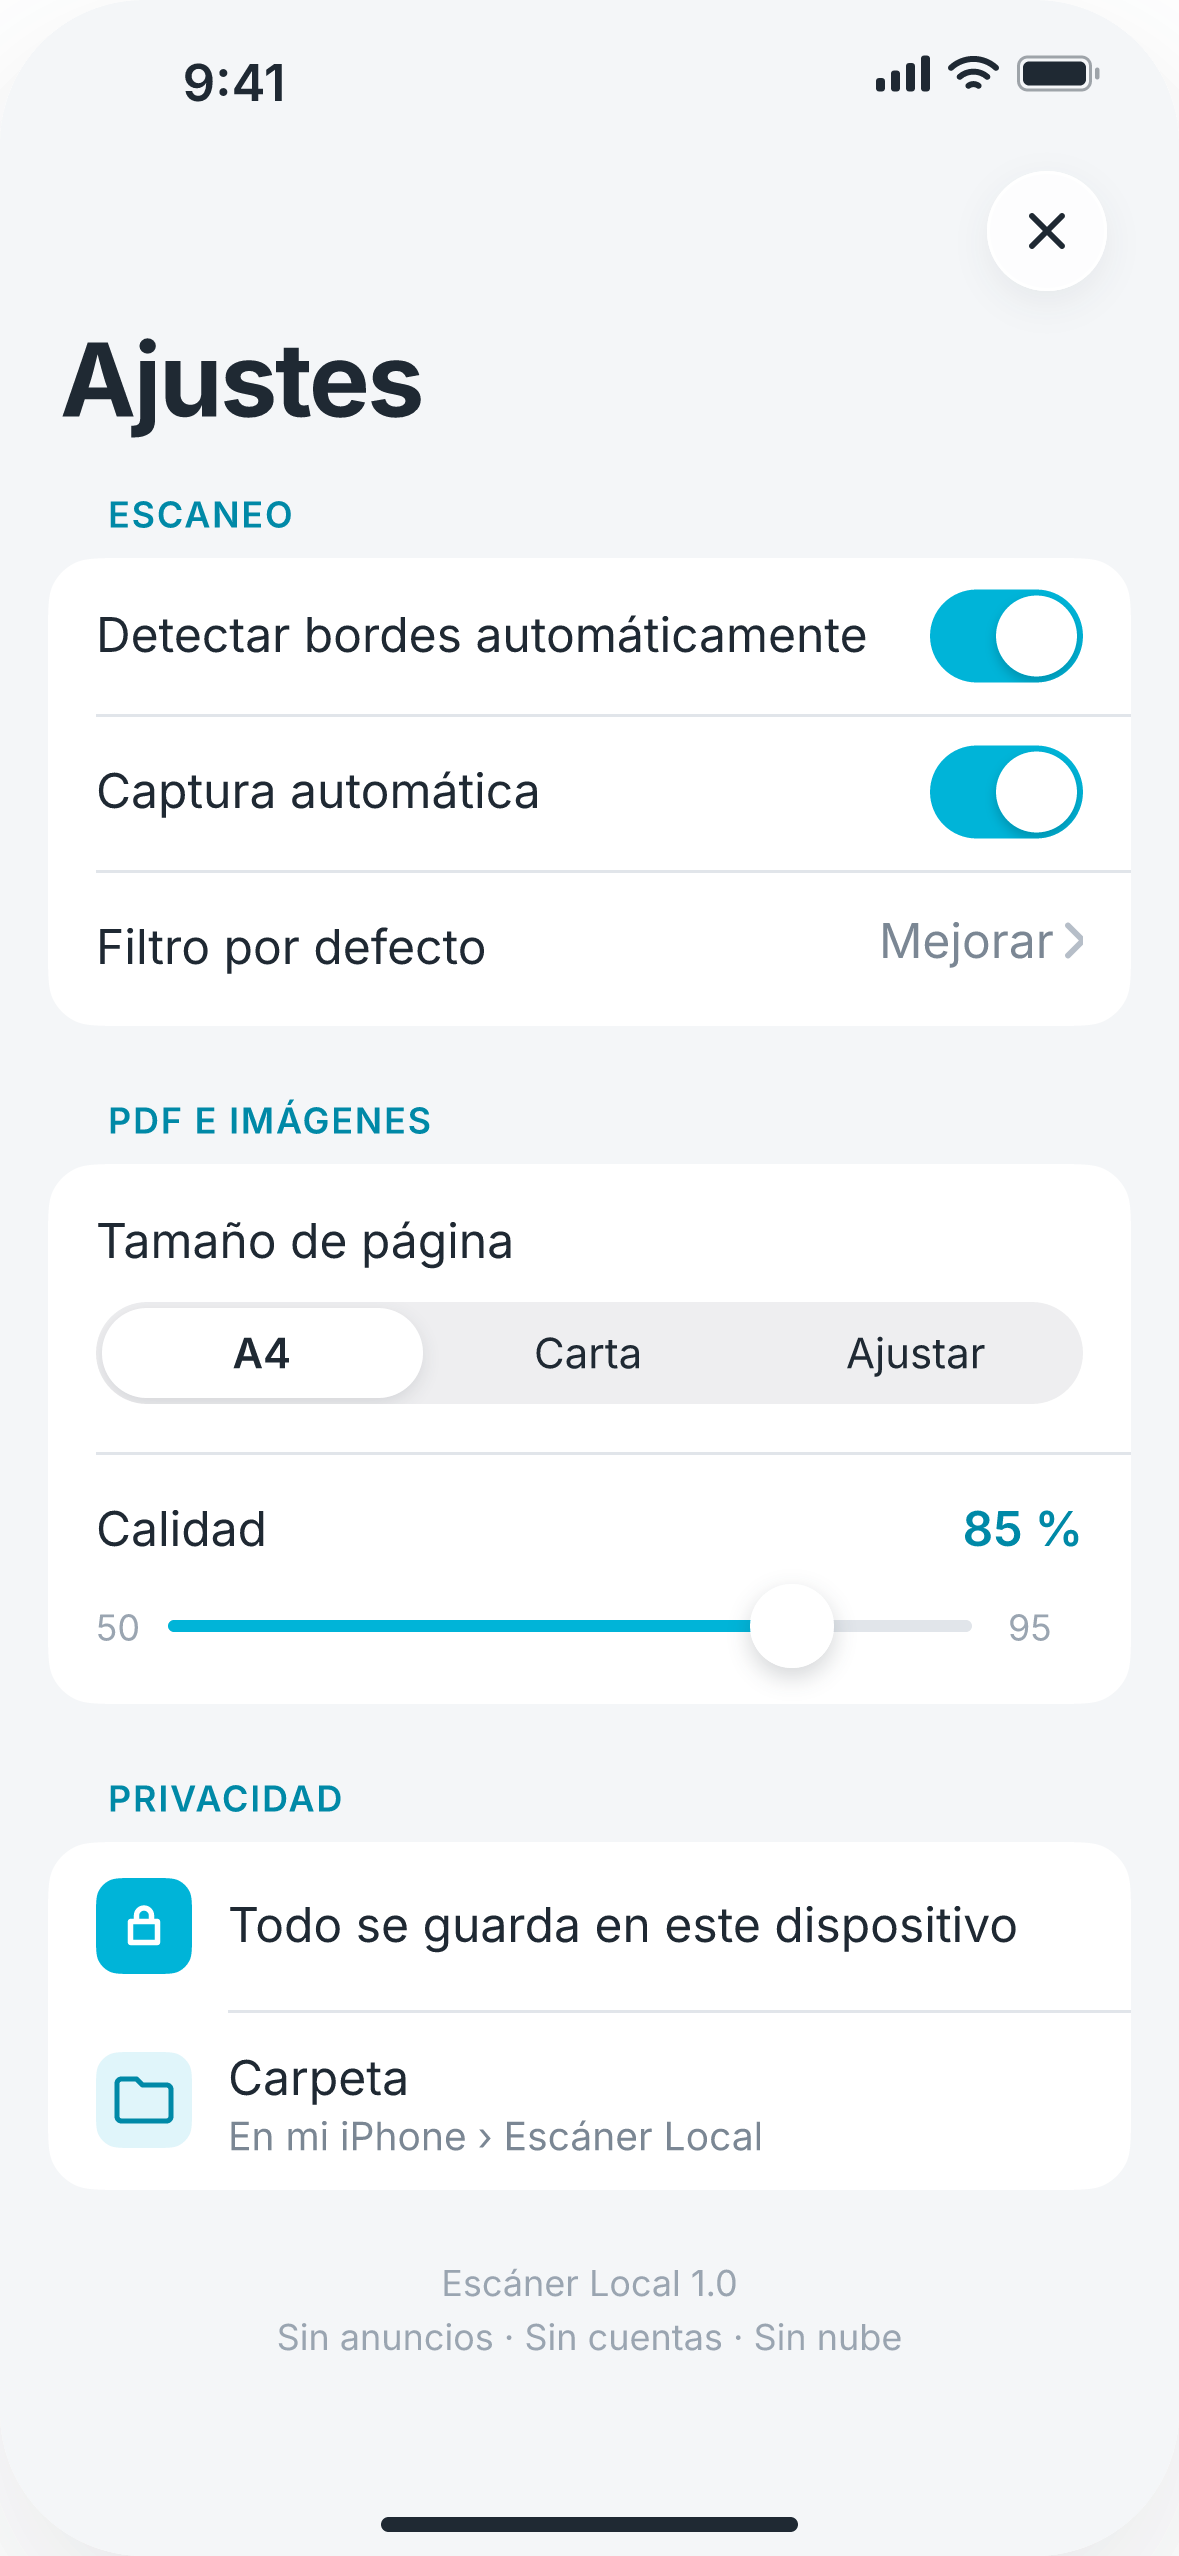 9:41
Ajustes
ESCANEO
Detectar bordes automáticamente
Captura automática
Filtro por defecto
Mejorar
PDF E IMÁGENES
Tamaño de página
A4
Carta
Ajustar
Calidad
85 %
50
95
PRIVACIDAD
Todo se guarda en este dispositivo
Carpeta
En mi iPhone › Escáner Local
Escáner Local 1.0
Sin anuncios · Sin cuentas · Sin nube